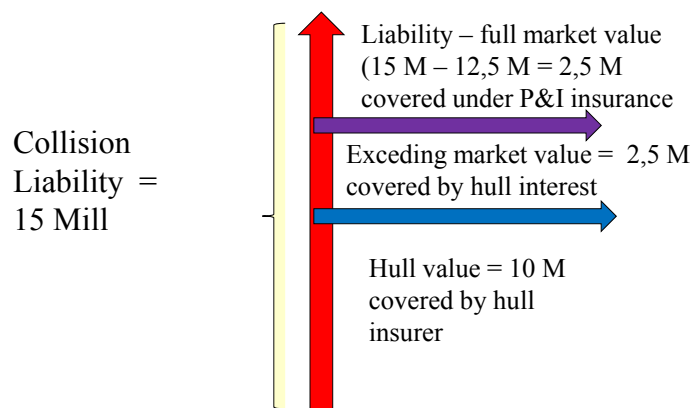 Collision
Liability =
15 Mill
Liability – full market value
(15 M – 12,5 M = 2,5 M
covered under P&I insurance
Exceeding market value = 2,5 M
covered by hull interest
Hull value = 10 M
covered by hull
insurer